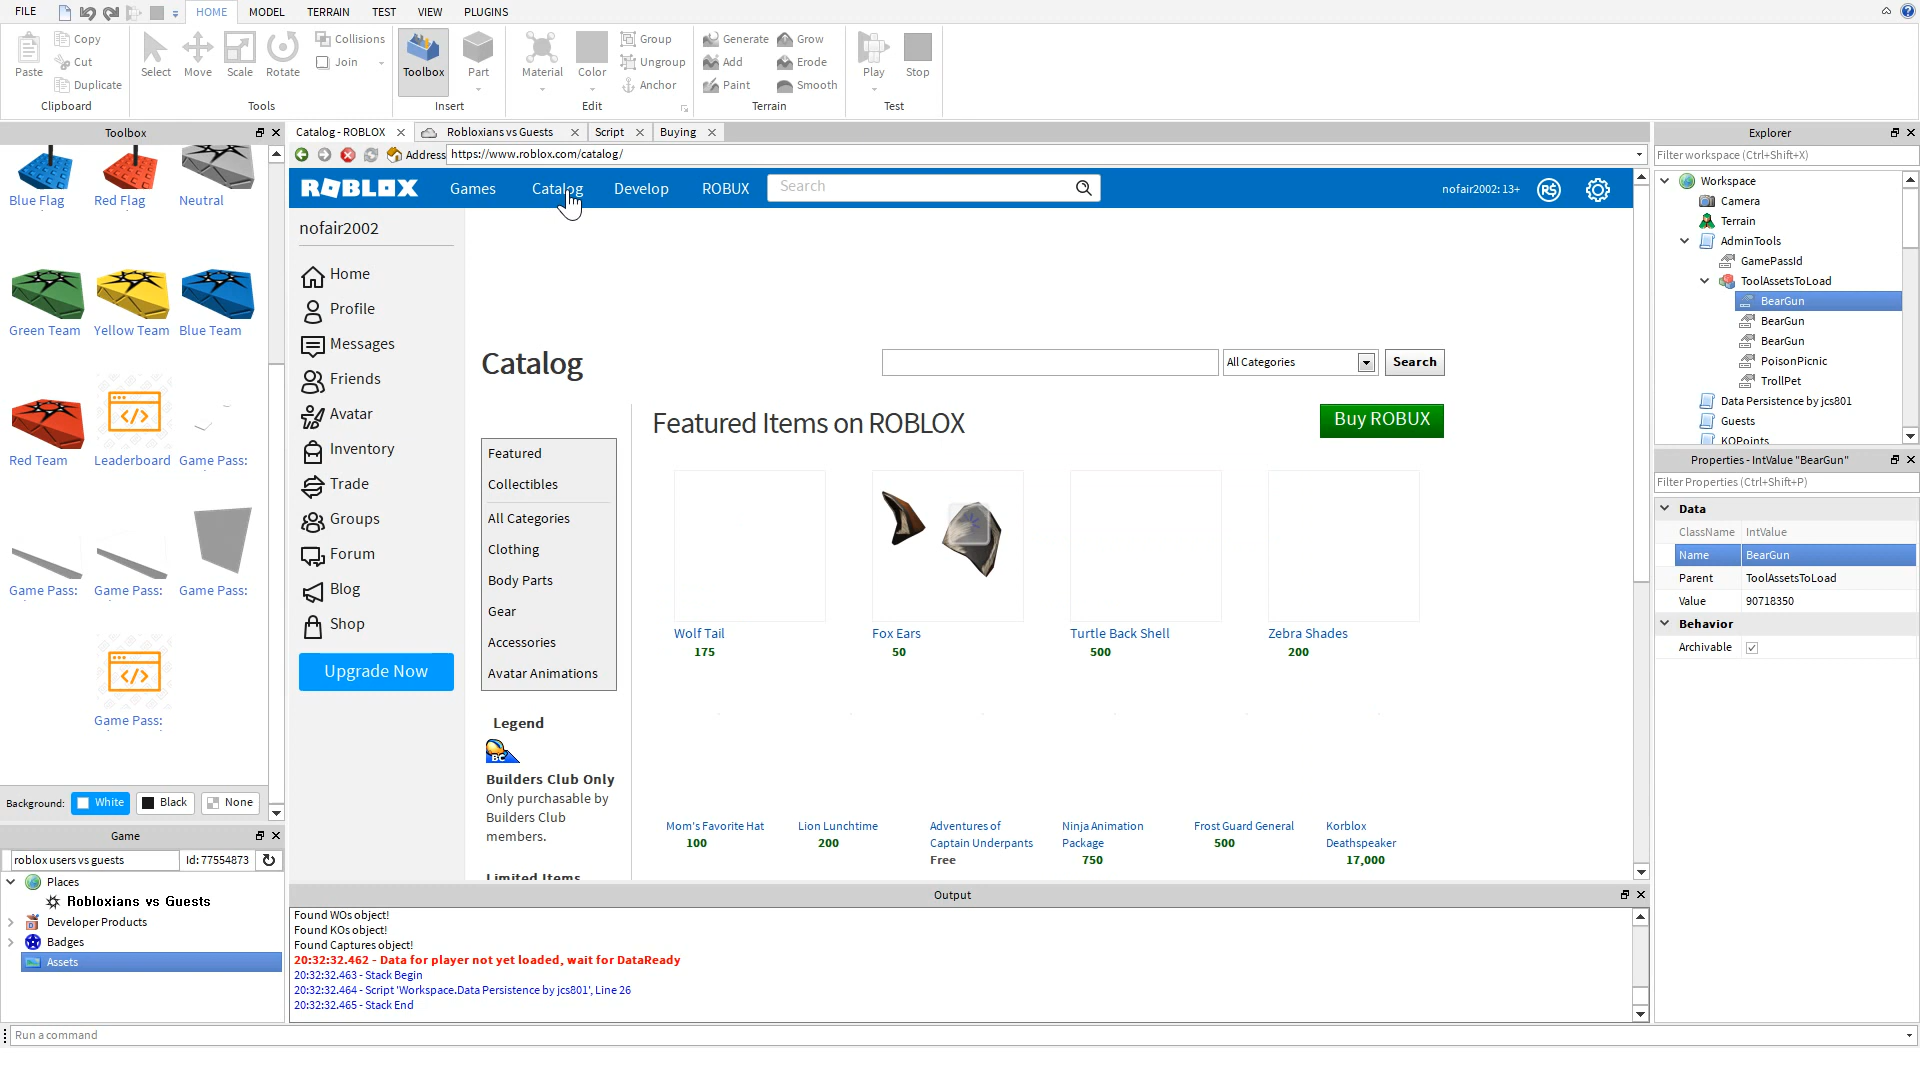 FILE
HOME
MODEL
TERRAIN
TEST
VIEW
PLUGINS
Paste
Copy
Cut
Duplicate
Clipboard
Select
Move
Scale
Rotate
Collisions
Join
Tools
Toolbox
Part
Insert
Material
Color
Group
Ungroup
Anchor
Edit
Generate
Add
Paint
Grow
Erode
Smooth
Terrain
Play
Stop
Test
Toolbox
Blue Flag
Red Flag
Neutral
Green Team
Yellow Team
Blue Team
Red Team
Leaderboard
Game Pass:
Game Pass:
Game Pass:
Game Pass:
Game Pass:
Background:
White
Black
None
Game
roblox users vs guests
Id: 77554873
Places
Robloxians vs Guests
Developer Products
Badges
Assets
Catalog - ROBLOX
Robloxians vs Guests
Script
Buying
Address
https://www.roblox.com/catalog/
ROBLOX
Games
Catalog
Develop
ROBUX
Search
nofair2002: 13+
R$
nofair2002
Home
Profile
Messages
Friends
Avatar
Inventory
Trade
Groups
Forum
Blog
Shop
Upgrade Now
Catalog
All Categories
Search
Featured
Collectibles
All Categories
Clothing
Body Parts
Gear
Accessories
Avatar Animations
Legend
BC
Builders Club Only
Only purchasable by
Builders Club
members.
Limited Items
Featured Items on ROBLOX
Buy ROBUX
Wolf Tail
175
Fox Ears
50
Turtle Back Shell
500
Zebra Shades
200
Mom's Favorite Hat
100
Lion Lunchtime
200
Adventures of
Captain Underpants
Free
Ninja Animation
Package
750
Frost Guard General
500
Korblox
Deathspeaker
17,000
Output
Found WOs object!
Found KOs object!
Found Captures object!
20:32:32.462 - Data for player not yet loaded, wait for DataReady
20:32:32.463 - Stack Begin
20:32:32.464 - Script 'Workspace.Data Persistence by jcs801', Line 26
20:32:32.465 - Stack End
Run a command
Explorer
Filter workspace (Ctrl+Shift+X)
Workspace
Camera
Terrain
AdminTools
GamePassId
ToolAssetsToLoad
BearGun
BearGun
BearGun
PoisonPicnic
TrollPet
Data Persistence by jcs801
Guests
KOPoints
Properties - IntValue "BearGun"
Filter Properties (Ctrl+Shift+P)
Data
ClassName
IntValue
Name
BearGun
Parent
ToolAssetsToLoad
Value
90718350
Behavior
Archivable